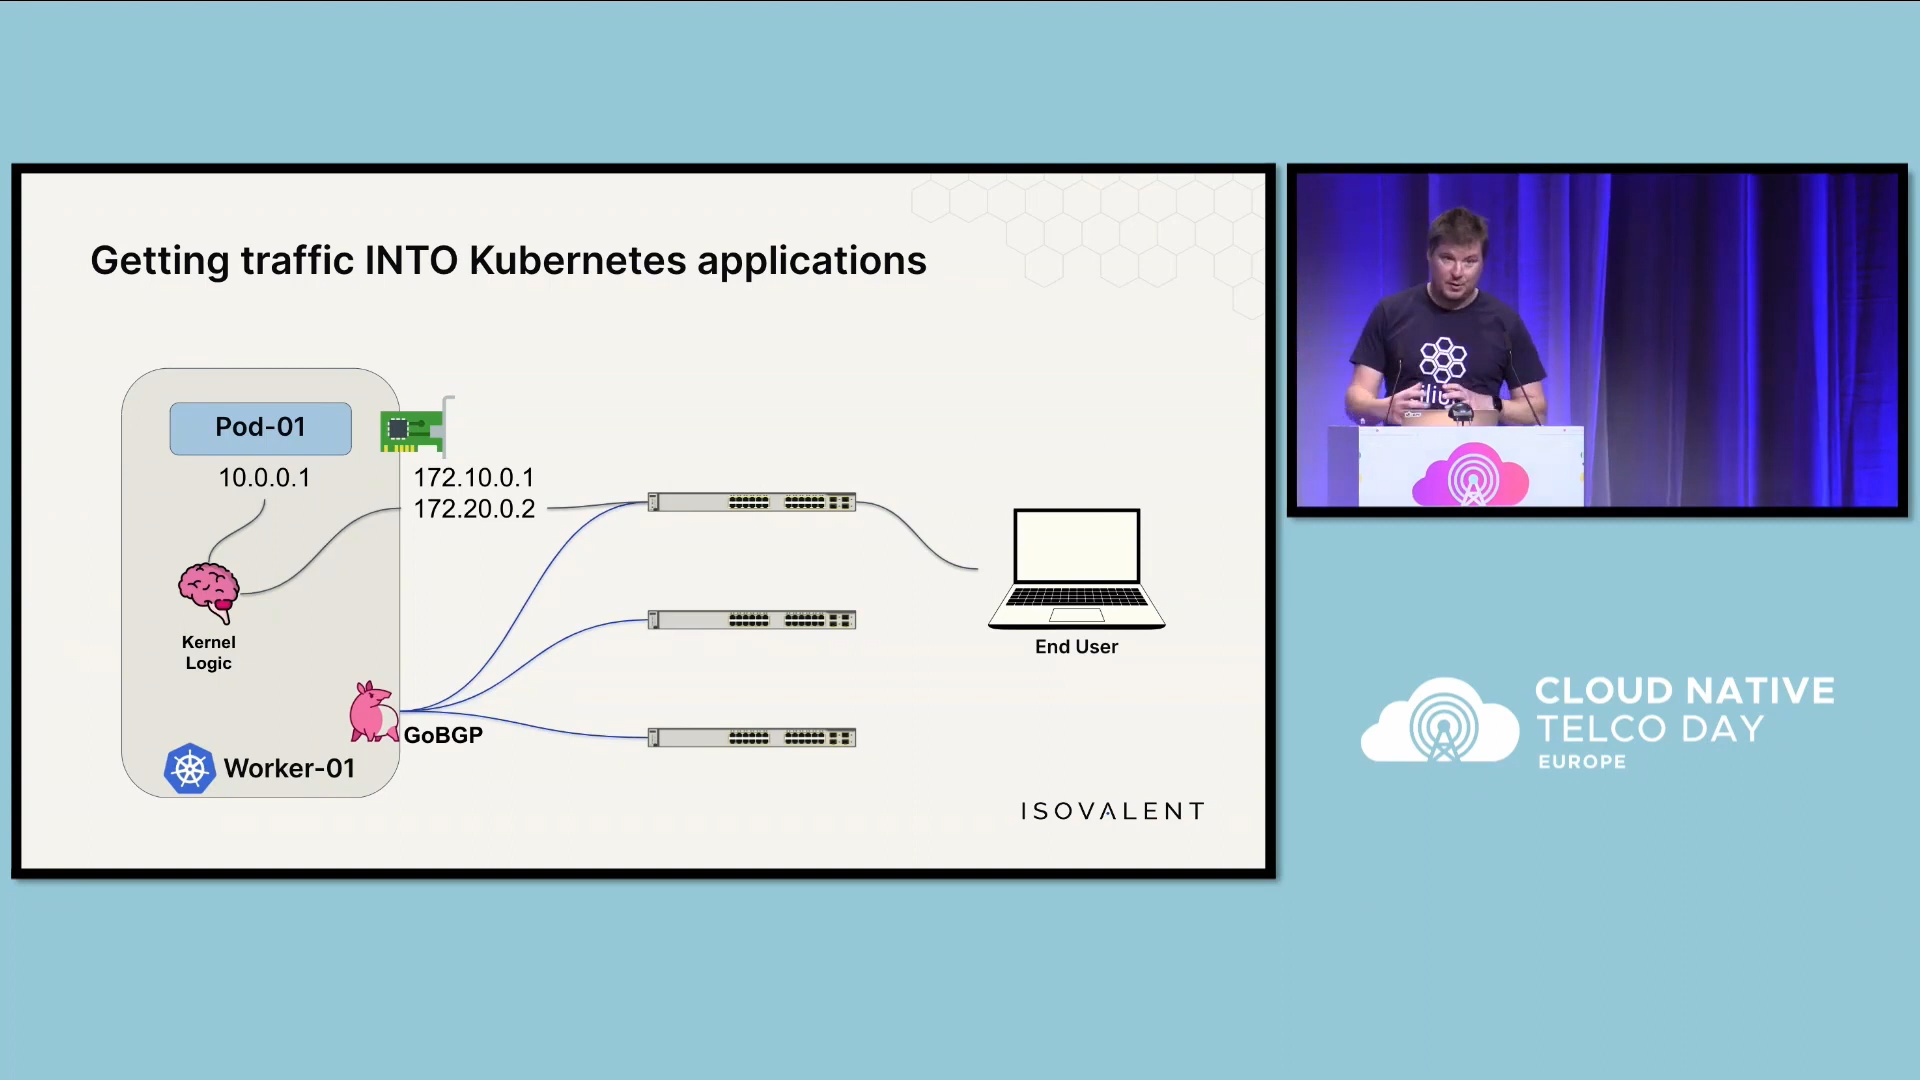 Getting traffic INTO Kubernetes applications
Pod-01
10.0.0.1
172.10.0.1
172.20.0.2
Kernel
Logic
GoBGP
Worker-01
End User
ISOVALENT
CLOUD NATIVE
TELCO DAY
EUROPE